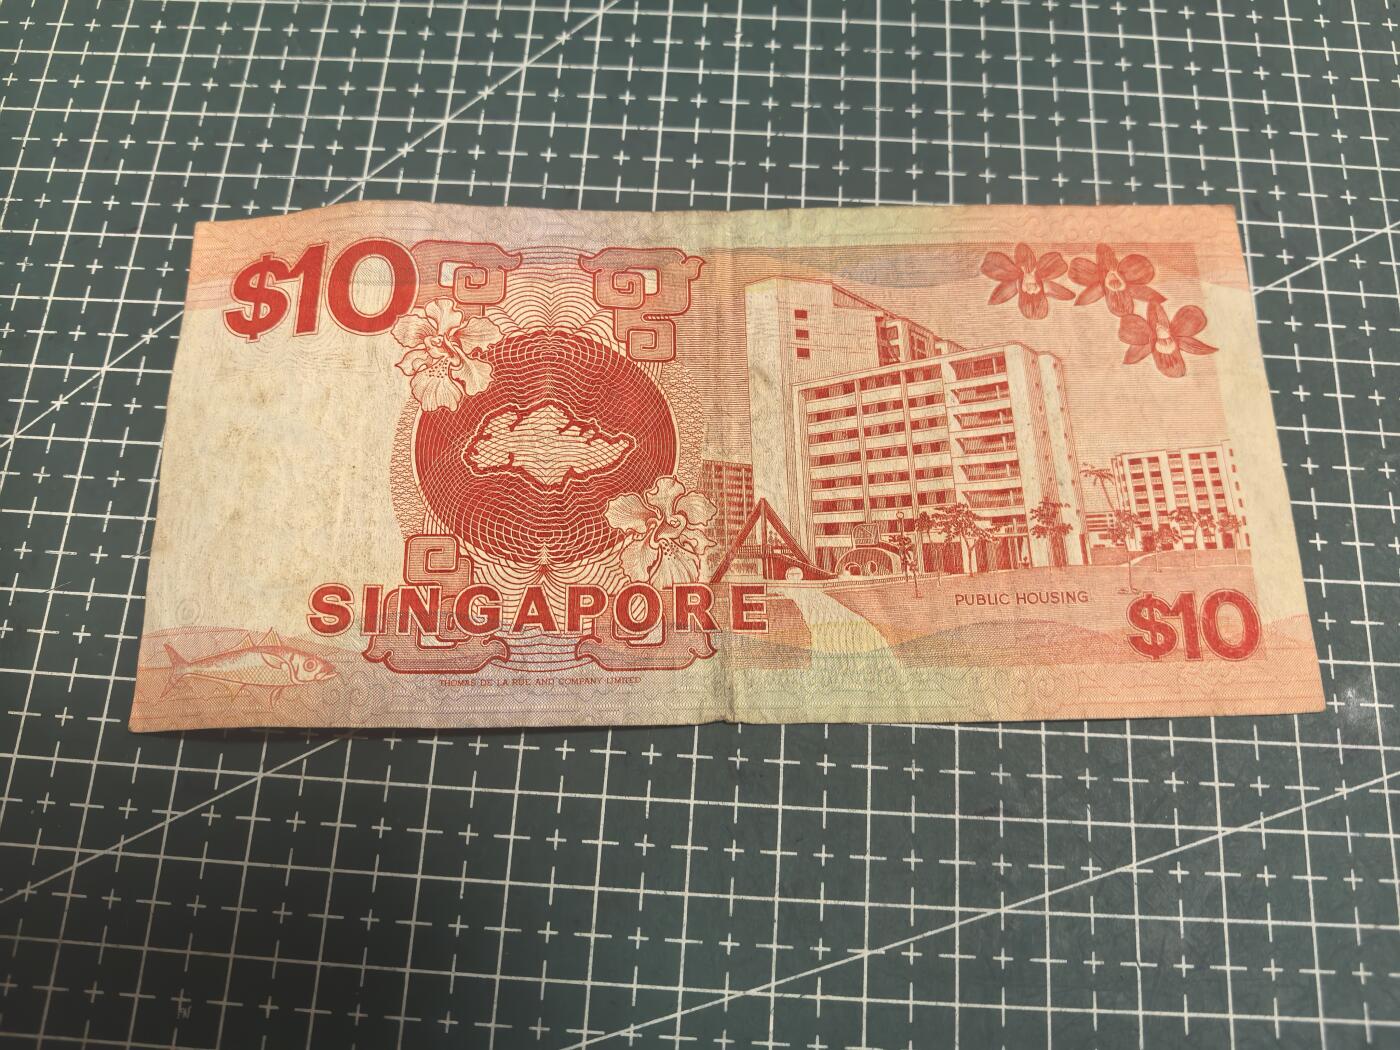 $10
SINGAPORE
THOMAS DE LA RUE AND COMPANY LIMITED
PUBLIC HOUSING
$10